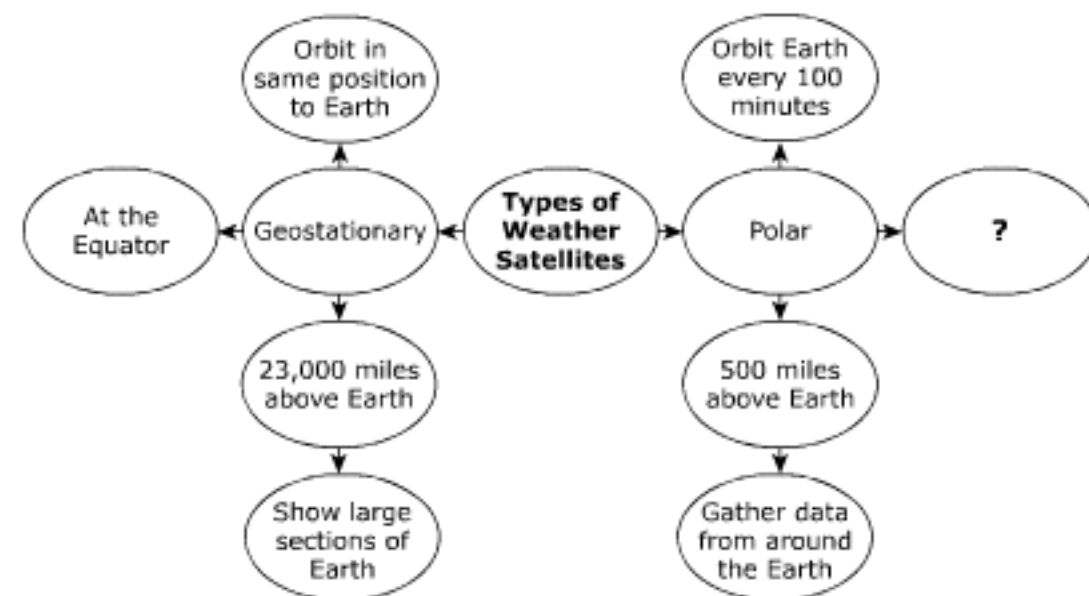 Orbit in
same position
to Earth
Orbit Earth
every 100
minutes
At the
Equator
Geostationary
Types of
Weather
Satellites
Polar
?
23,000 miles
above Earth
500 miles
above Earth
Show large
sections of
Earth
Gather data
from around
the Earth